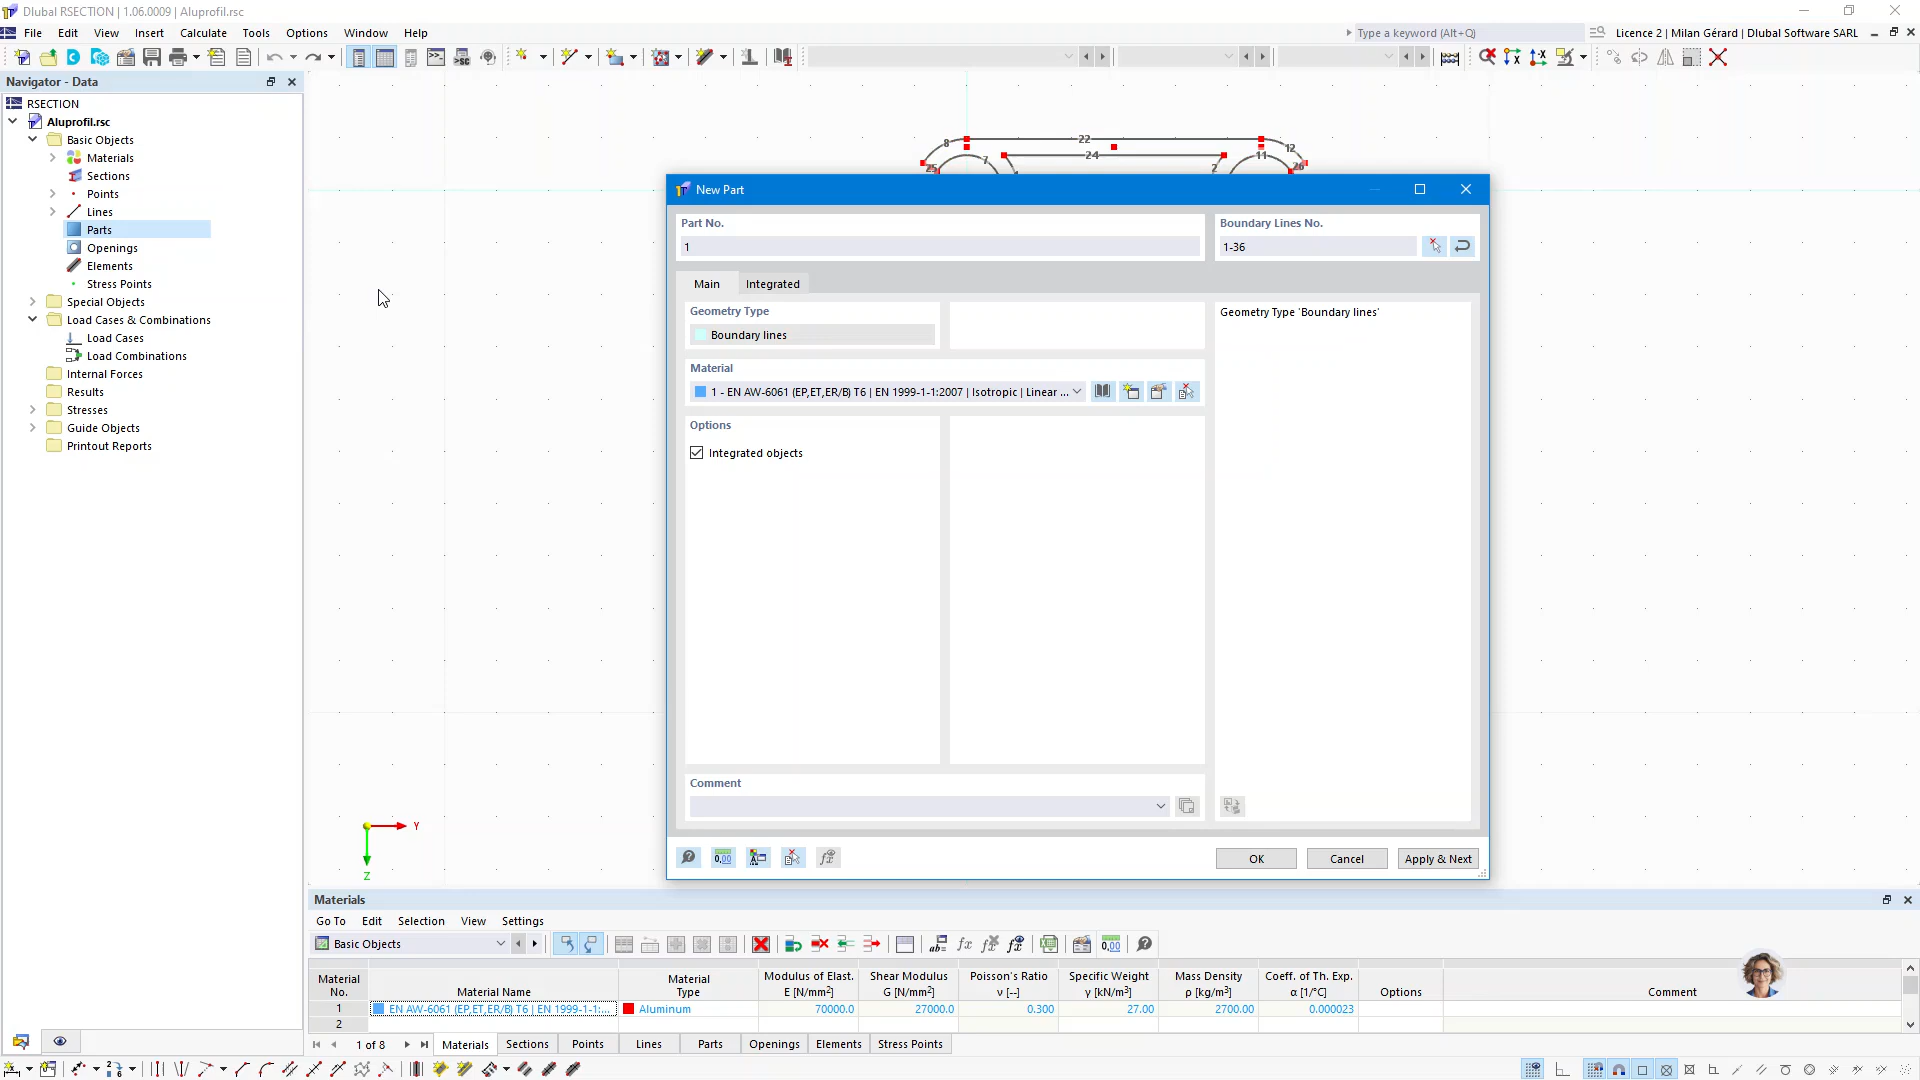 Dlubal RSECTION | 1.06.0009 | Aluprofil.rsc
File Edit View Insert Calculate Tools Options Window Help
Type a keyword (Alt+Q)
Licence 2 | Milan Gérard | Dlubal Software SARL
Navigator - Data
RSECTION
Aluprofil.rsc
Basic Objects
Materials
Sections
Points
Lines
Parts
Openings
Elements
Stress Points
Special Objects
Load Cases & Combinations
Load Cases
Load Combinations
Internal Forces
Results
Stresses
Guide Objects
Printout Reports
8 22 12
25 7 24 2 11 26
Y
Z
New Part
Part No.
1
Boundary Lines No.
1-36
Main Integrated
Geometry Type
Boundary lines
Geometry Type 'Boundary lines'
Material
1 - EN AW-6061 (EP,ET,ER/B) T6 | EN 1999-1-1:2007 | Isotropic | Linear ...
Options
Integrated objects
Comment
OK Cancel Apply & Next
Materials
Go To Edit Selection View Settings
Basic Objects
Material No.
Material Name
Material Type
Modulus of Elast. E [N/mm2]
Shear Modulus G [N/mm2]
Poisson's Ratio ν [--]
Specific Weight γ [kN/m3]
Mass Density ρ [kg/m3]
Coeff. of Th. Exp. α [1/°C]
Options
Comment
1 EN AW-6061 (EP,ET,ER/B) T6 | EN 1999-1-1:... Aluminum 70000.0 27000.0 0.300 27.00 2700.00 0.000023
2
1 of 8 Materials Sections Points Lines Parts Openings Elements Stress Points